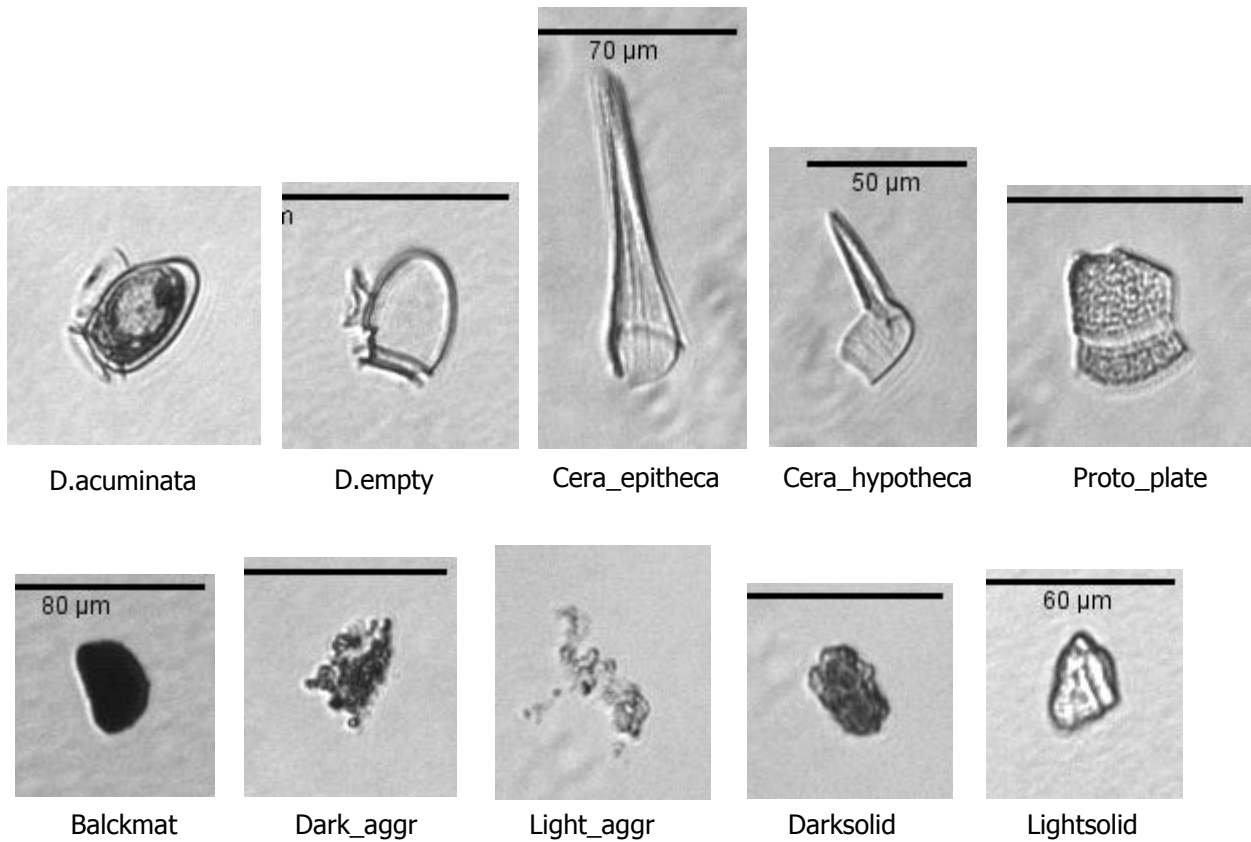 70 µm
50 µm
m
D.acuminata
D.empty
Cera_epitheca
Cera_hypotheca
Proto_plate
80 µm
60 µm
Balckmat
Dark_aggr
Light_aggr
Darksolid
Lightsolid